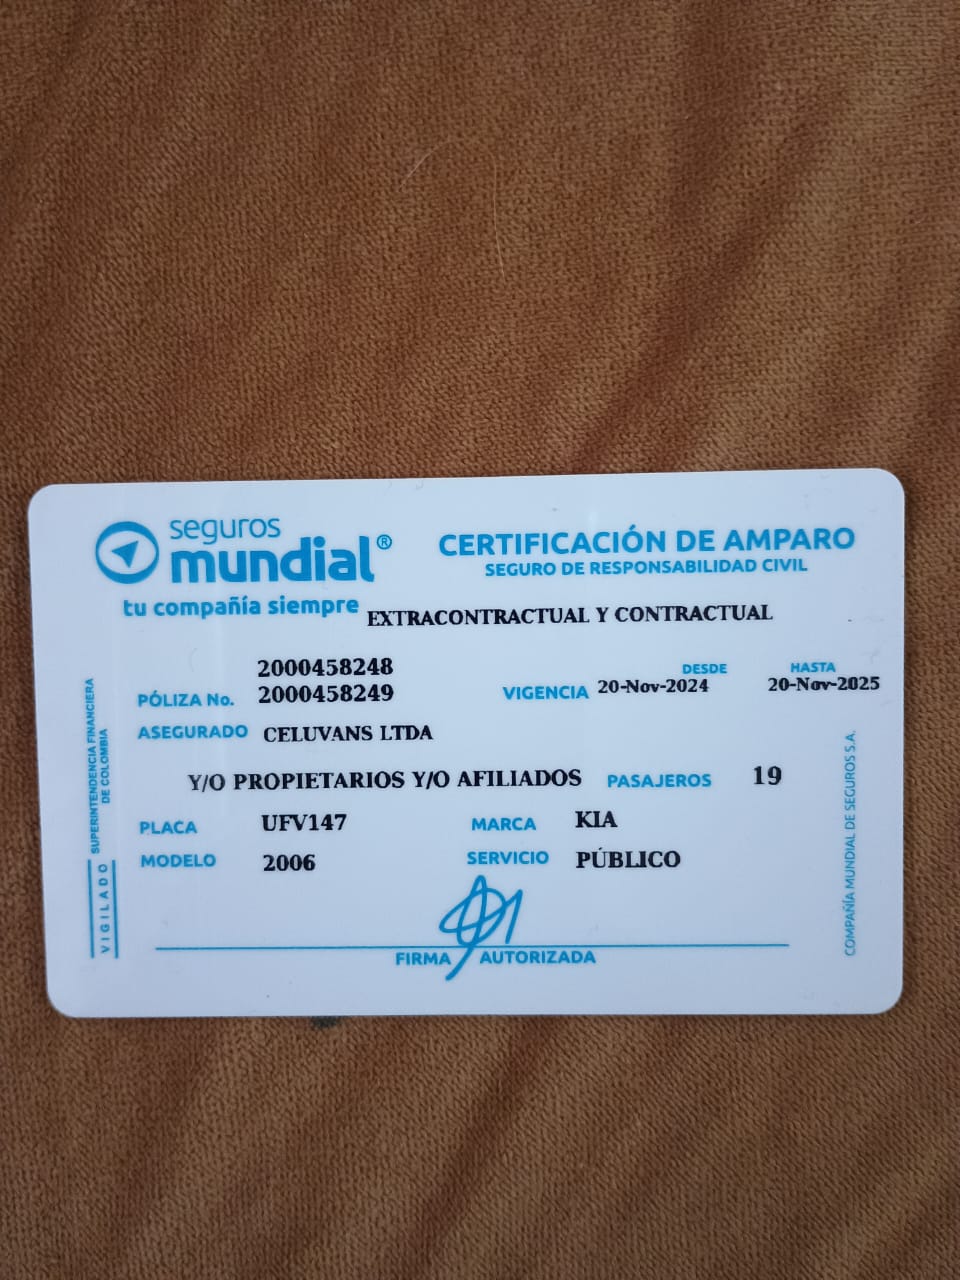 seguros
mundial®
tu compañía siempre
CERTIFICACIÓN DE AMPARO
SEGURO DE RESPONSABILIDAD CIVIL
EXTRACONTRACTUAL Y CONTRACTUAL
2000458248
PÓLIZA No. 2000458249
DESDE HASTA
VIGENCIA 20-Nov-2024 20-Nov-2025
ASEGURADO CELUVANS LTDA
Y/O PROPIETARIOS Y/O AFILIADOS PASAJEROS 19
PLACA UFV147 MARCA KIA
MODELO 2006 SERVICIO PÚBLICO
FIRMA AUTORIZADA
VIGILADO SUPERINTENDENCIA FINANCIERA
DE COLOMBIA
COMPAÑÍA MUNDIAL DE SEGUROS S.A.